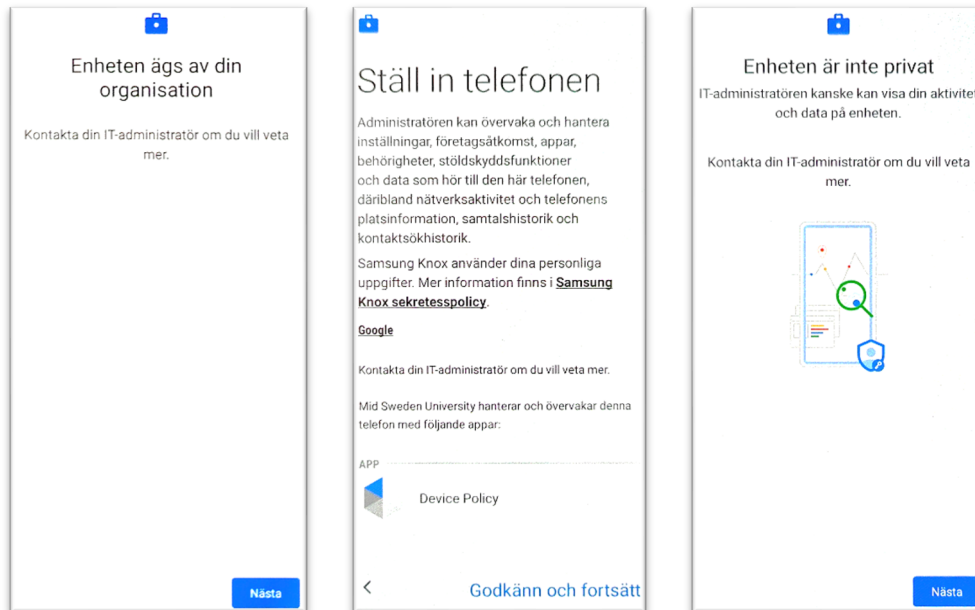 Enheten ägs av din
organisation
Kontakta din IT-administratör om du vill veta
mer.
Nästa
Ställ in telefonen
Administratören kan övervaka och hantera
inställningar, företagsåtkomst, appar,
behörigheter, stöldskyddsfunktioner
och data som hör till den här telefonen,
däribland nätverksaktivitet och telefonens
platsinformation, samtalshistorik och
kontaktsökhistorik.
Samsung Knox använder dina personliga
uppgifter. Mer information finns i Samsung
Knox sekretesspolicy.
Google
Kontakta din IT-administratör om du vill veta mer.
Mid Sweden University hanterar och övervakar denna
telefon med följande appar:
APP
Device Policy
Godkänn och fortsätt
Enheten är inte privat
IT-administratören kanske kan visa din aktivitet
och data på enheten.
Kontakta din IT-administratör om du vill veta
mer.
Nästa